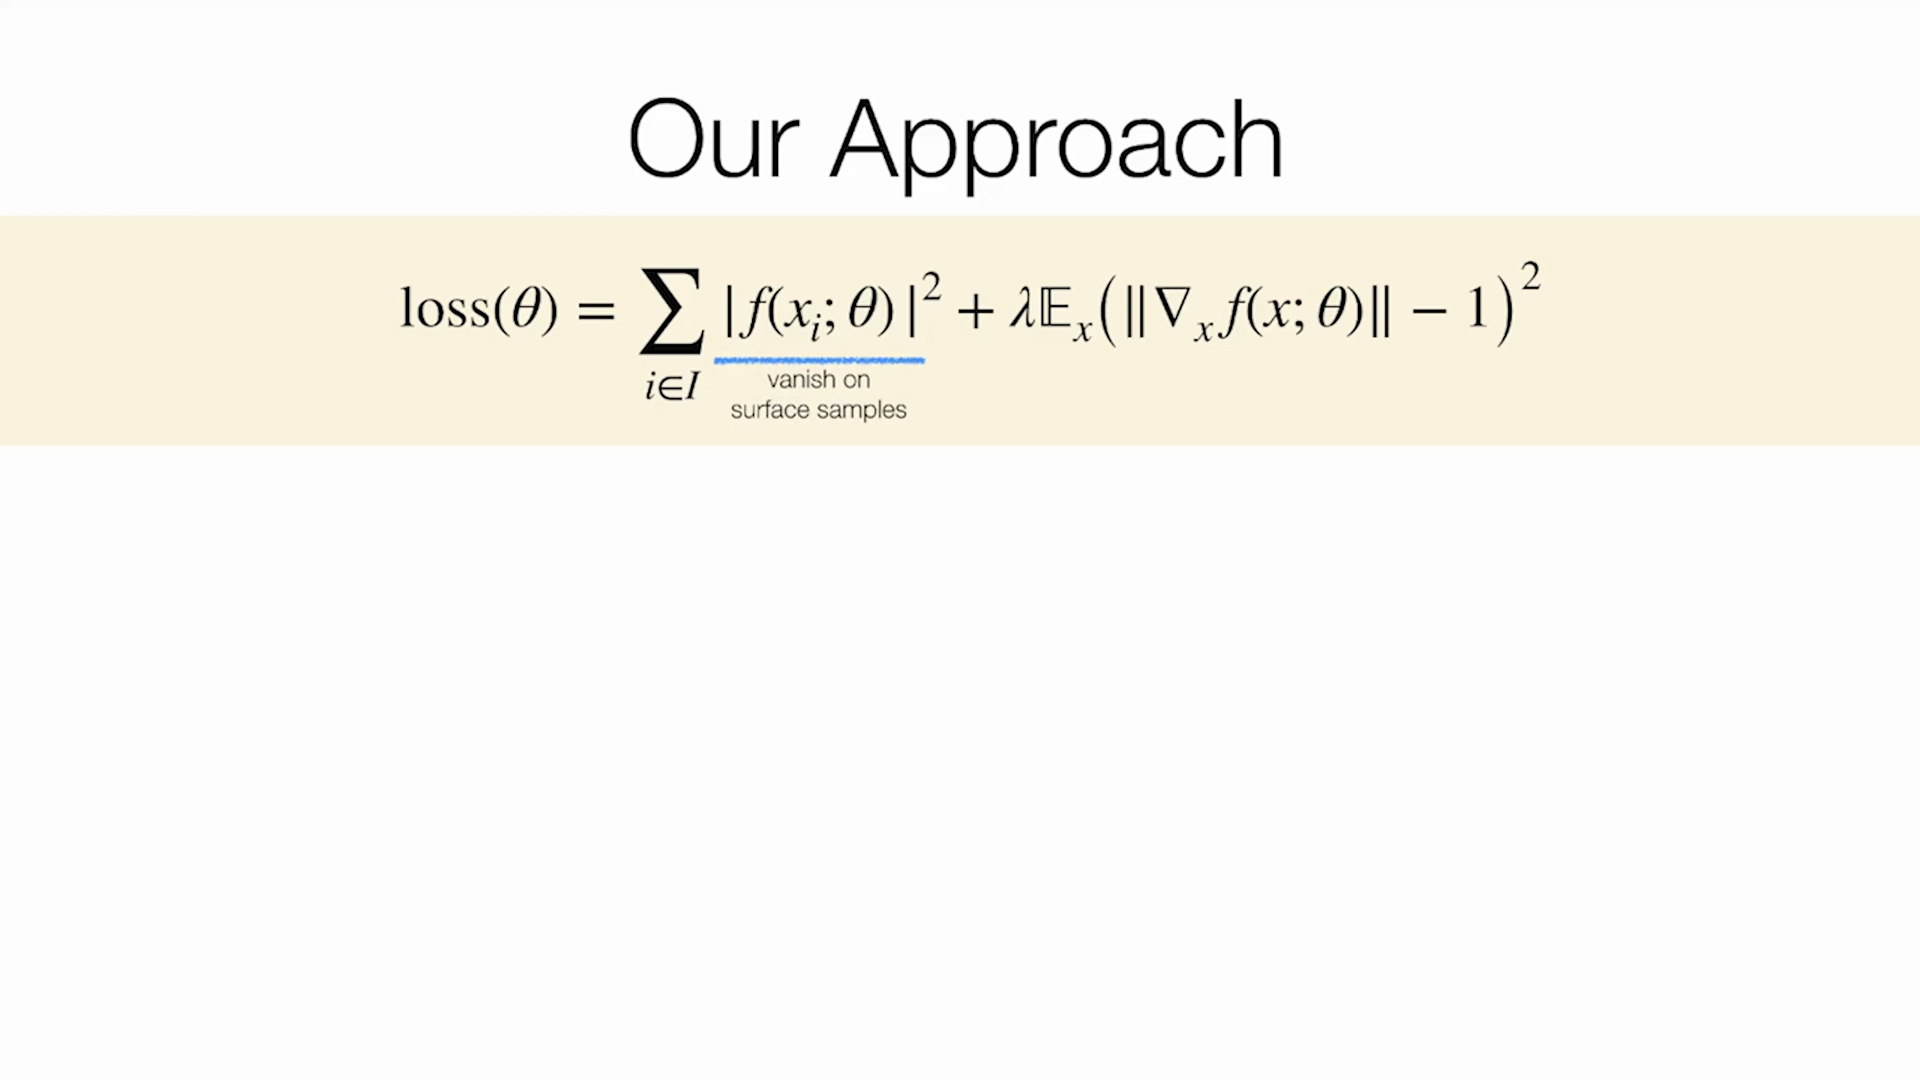 Our Approach
loss(θ) = ∑_{i∈I} |f(x_i; θ)|² + λ𝔼_x(‖∇_x f(x; θ)‖ − 1)²
vanish on
surface samples